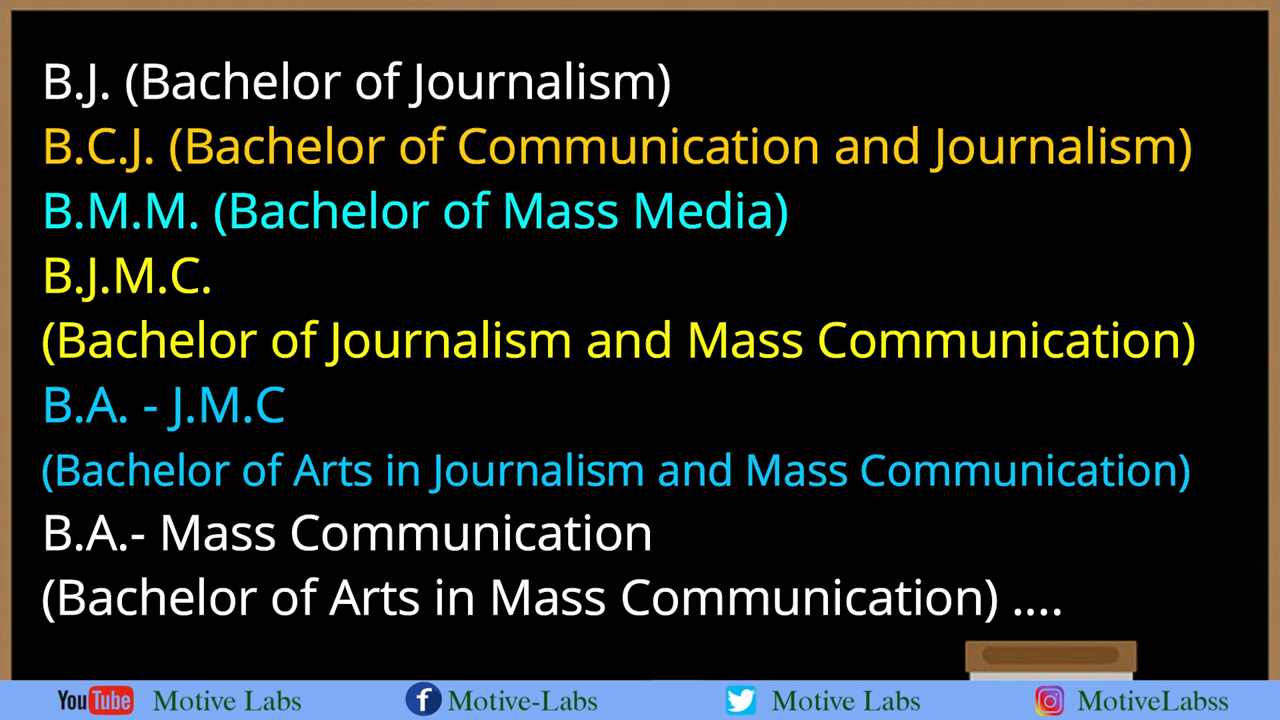 B.J. (Bachelor of Journalism)
B.C.J. (Bachelor of Communication and Journalism)
B.M.M. (Bachelor of Mass Media)
B.J.M.C.
(Bachelor of Journalism and Mass Communication)
B.A. - J.M.C
(Bachelor of Arts in Journalism and Mass Communication)
B.A.- Mass Communication
(Bachelor of Arts in Mass Communication) ....
YouTube Motive Labs f Motive-Labs Motive Labs MotiveLabss